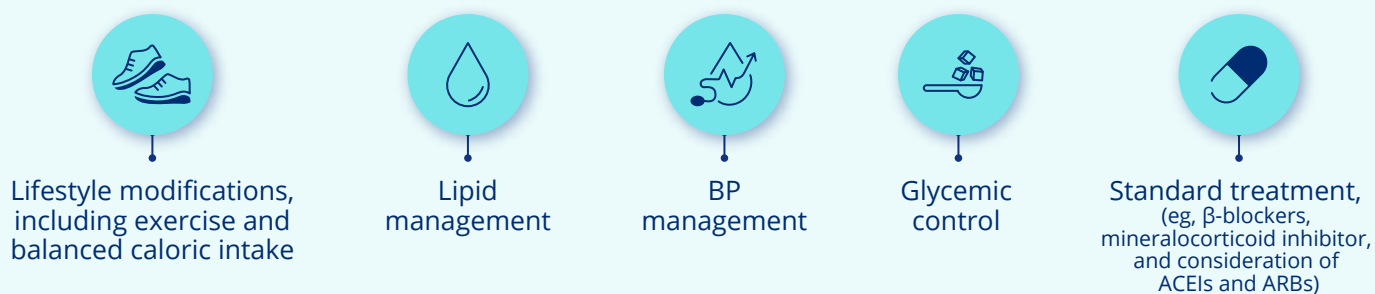 Lifestyle modifications,
including exercise and
balanced caloric intake
Lipid
management
BP
management
Glycemic
control
Standard treatment,
(eg, β-blockers,
mineralocorticoid inhibitor,
and consideration of
ACEIs and ARBs)